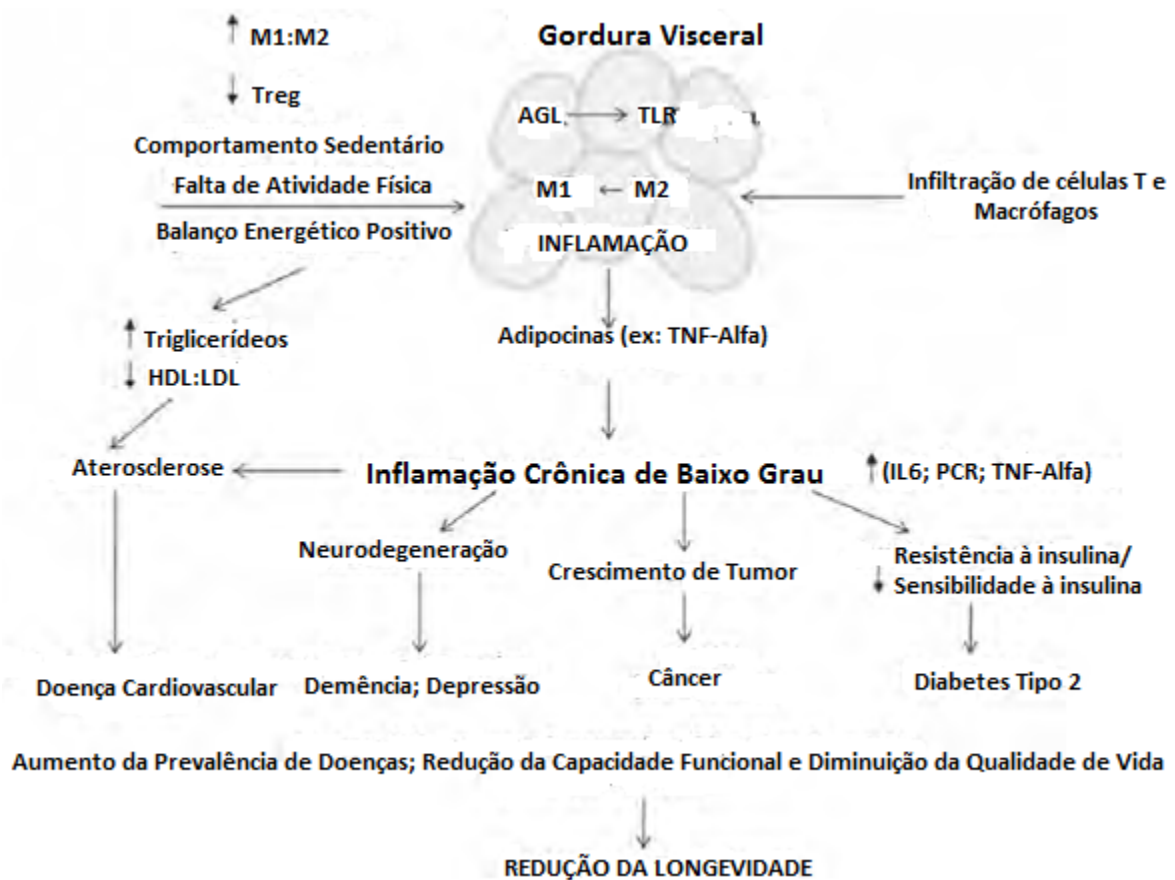 ↑ M1:M2
↓ Treg
Comportamento Sedentário
Falta de Atividade Física
Balanço Energético Positivo
Gordura Visceral
AGL → TLR
M1 ← M2
INFLAMAÇÃO
Infiltração de células T e
Macrófagos
↑ Triglicerídeos
↓ HDL:LDL
Adipocinas (ex: TNF-Alfa)
Aterosclerose
Inflamação Crônica de Baixo Grau
↑ (IL6; PCR; TNF-Alfa)
Neurodegeneração
Crescimento de Tumor
Resistência à insulina/
↓ Sensibilidade à insulina
Doença Cardiovascular
Demência; Depressão
Câncer
Diabetes Tipo 2
Aumento da Prevalência de Doenças; Redução da Capacidade Funcional e Diminuição da Qualidade de Vida
REDUÇÃO DA LONGEVIDADE